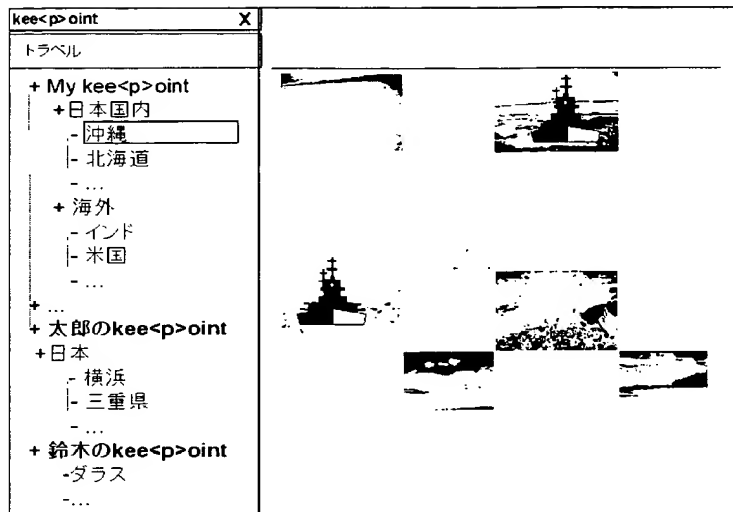 kee<p>oint X
トラベル
+ My kee<p>oint
+日本国内
- 沖縄
- 北海道
- ...
+ 海外
- インド
- 米国
- ...
+ ...
+ 太郎のkee<p>oint
+日本
- 横浜
- 三重県
- ...
+ 鈴木のkee<p>oint
-ダラス
-...